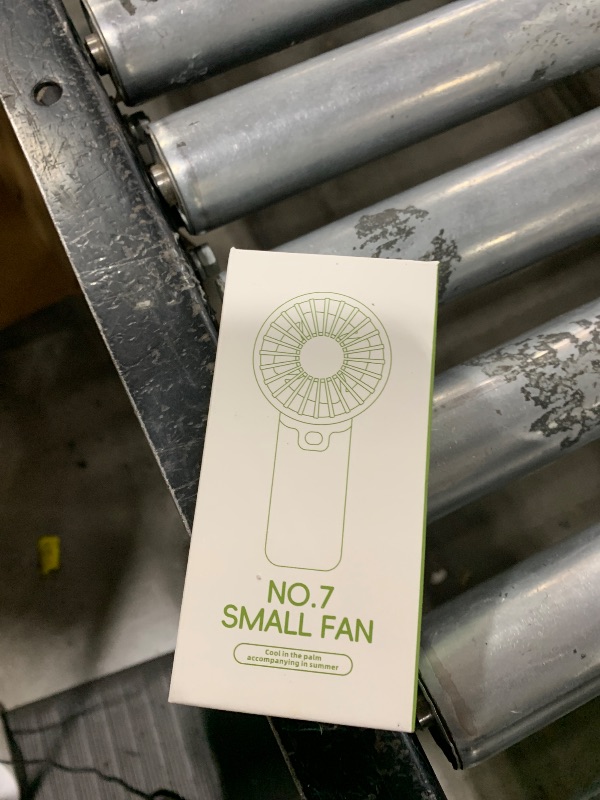 NO.7
SMALL FAN
Cool in the palm
accompanying in summer